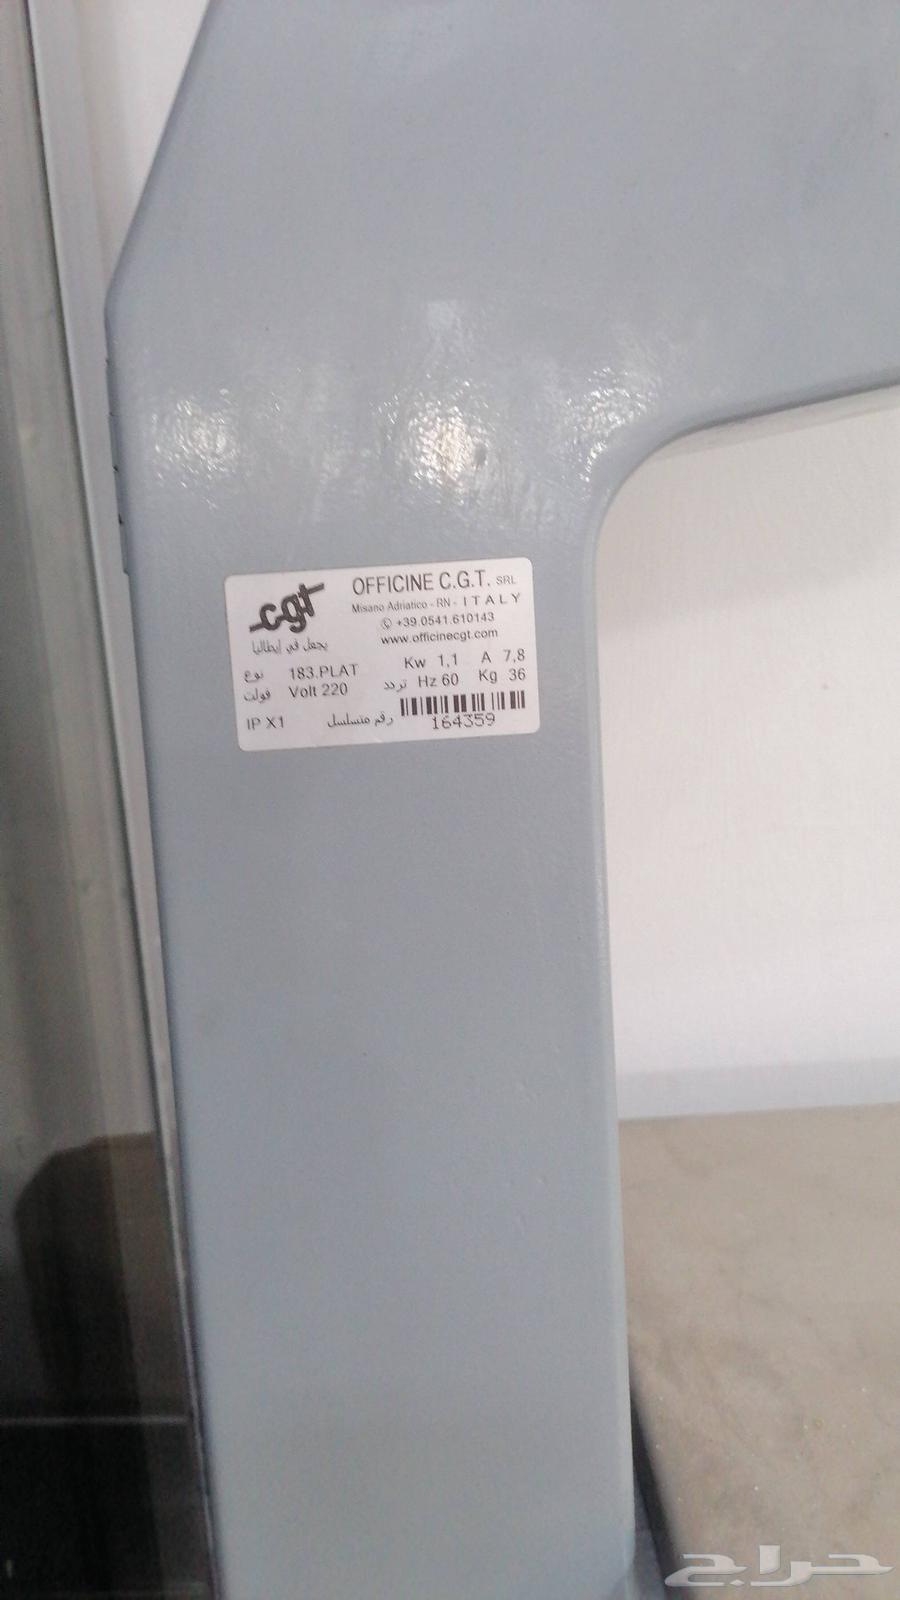 cgt
OFFICINE C.G.T. SRL
Misano Adriatico - RN - ITALY
✆ +39.0541.610143
www.officinecgt.com
يجعل في إيطاليا
نوع 183.PLAT Kw 1,1 A 7,8
فولت Volt 220 تردد Hz 60 Kg 36
IP X1 رقم متسلسل 164359
حراج